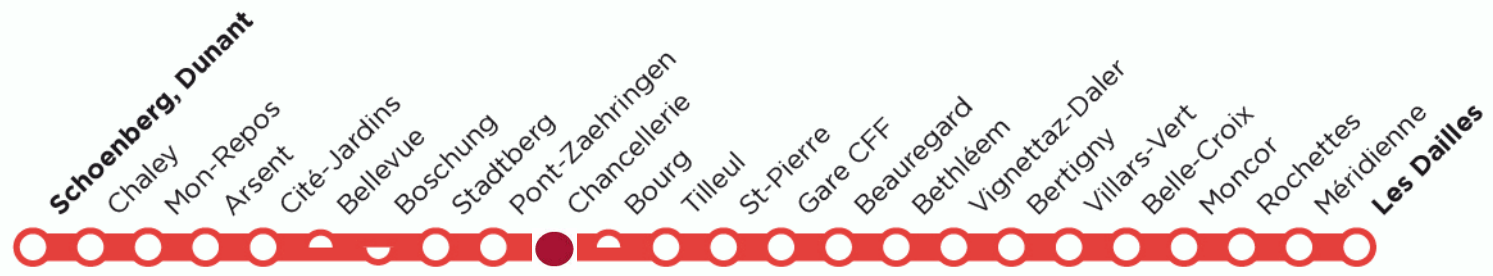 Schoenberg, Dunant
Chaley
Mon-Repos
Arsent
Cité-Jardins
Bellevue
Boschung
Stadtberg
Pont-Zaehringen
Chancellerie
Bourg
Tilleul
St-Pierre
Gare CFF
Beauregard
Bethléem
Vignettaz-Daler
Bertigny
Villars-Vert
Belle-Croix
Moncor
Rochettes
Méridienne
Les Dailles